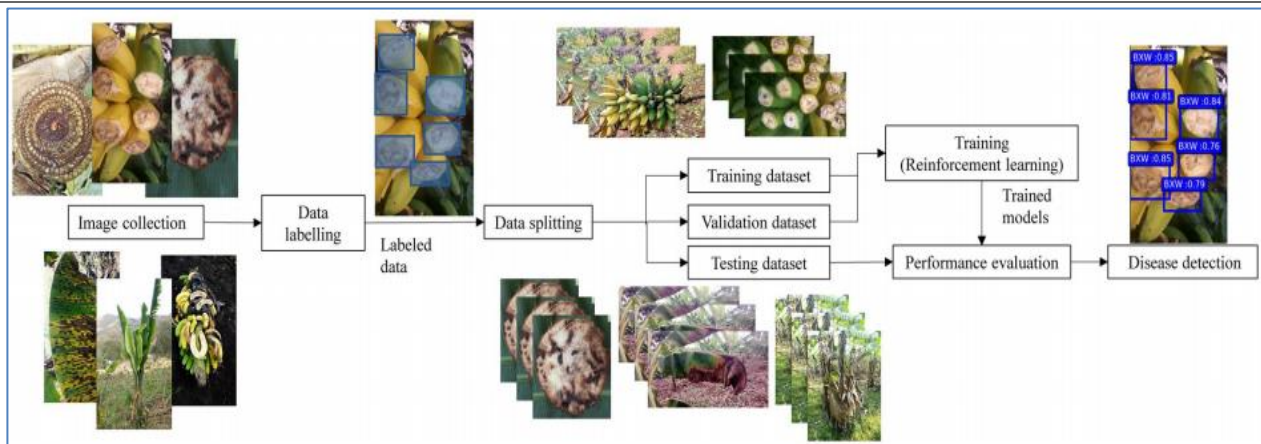 BXW :0.85
BXW :0.81
BXW :0.84
BXW :0.76
BXW :0.85
BXW :0.79
Image collection
Data
labelling
Labeled
data
Data splitting
Training dataset
Validation dataset
Testing dataset
Training
(Reinforcement learning)
Trained
models
Performance evaluation
Disease detection